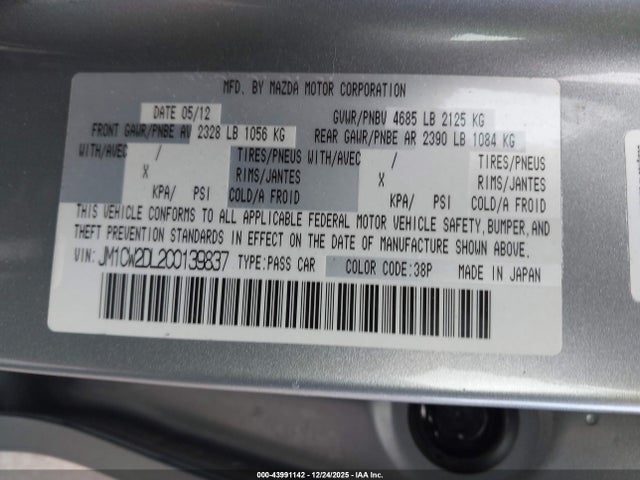 MFD. BY MAZDA MOTOR CORPORATION
DATE 05/12 GVWR/PNBV 4685 LB 2125 KG
FRONT GAWR/PNBE AV 2328 LB 1056 KG REAR GAWR/PNBE AR 2390 LB 1084 KG
WITH/AVEC / TIRES/PNEUS WITH/AVEC / TIRES/PNEUS
X RIMS/JANTES X RIMS/JANTES
KPA/ PSI COLD/A FROID KPA/ PSI COLD/A FROID
THIS VEHICLE CONFORMS TO ALL APPLICABLE FEDERAL MOTOR VEHICLE SAFETY, BUMPER, AND
THEFT PREVENTION STANDARDS IN EFFECT ON THE DATE OF MANUFACTURE SHOWN ABOVE.
VIN: JM1CW2DL2C0139837 TYPE: PASS CAR COLOR CODE: 38P MADE IN JAPAN
000-43991142 - 12/24/2025 - IAA Inc.